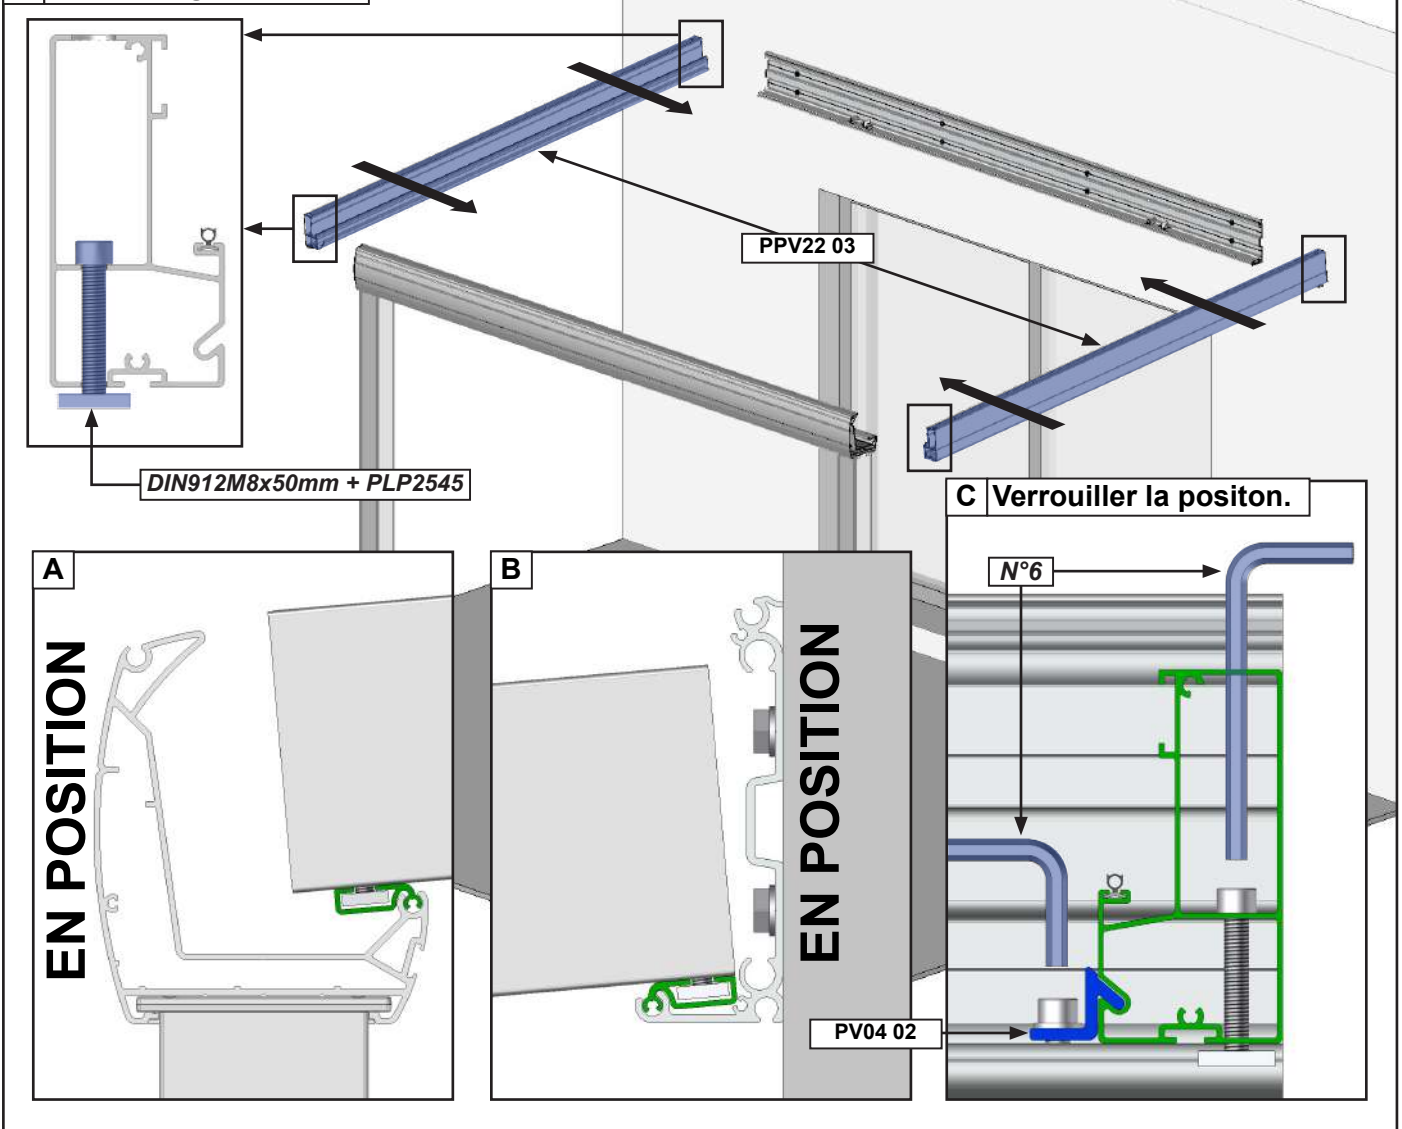 PPV22 03
DIN912M8x50mm + PLP2545
C Verrouiller la positon.
A
EN POSITION
B
EN POSITION
N°6
PV04 02